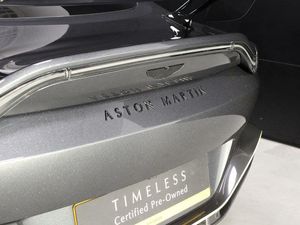 ASTON MARTIN
TIMELESS
Certified Pre-Owned